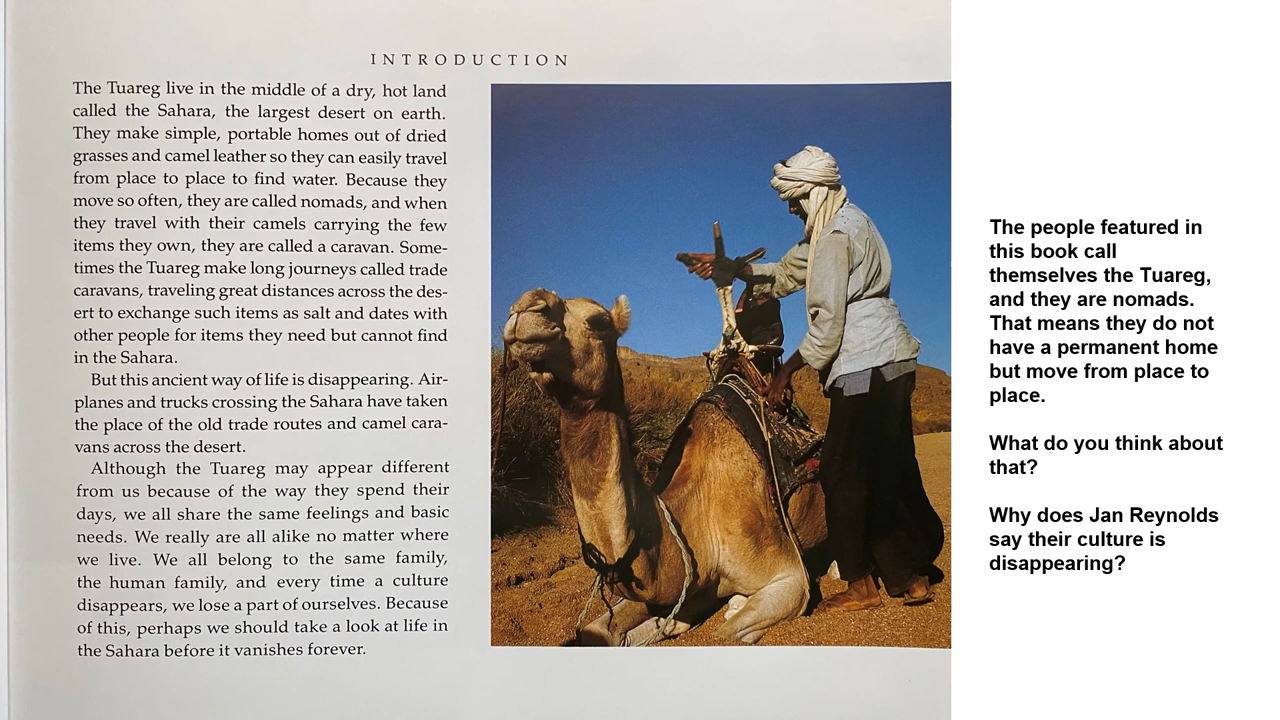 INTRODUCTION
The Tuareg live in the middle of a dry, hot land
called the Sahara, the largest desert on earth.
They make simple, portable homes out of dried
grasses and camel leather so they can easily travel
from place to place to find water. Because they
move so often, they are called nomads, and when
they travel with their camels carrying the few
items they own, they are called a caravan. Some-
times the Tuareg make long journeys called trade
caravans, traveling great distances across the des-
ert to exchange such items as salt and dates with
other people for items they need but cannot find
in the Sahara.
But this ancient way of life is disappearing. Air-
planes and trucks crossing the Sahara have taken
the place of the old trade routes and camel cara-
vans across the desert.
Although the Tuareg may appear different
from us because of the way they spend their
days, we all share the same feelings and basic
needs. We really are all alike no matter where
we live. We all belong to the same family,
the human family, and every time a culture
disappears, we lose a part of ourselves. Because
of this, perhaps we should take a look at life in
the Sahara before it vanishes forever.
The people featured in
this book call
themselves the Tuareg,
and they are nomads.
That means they do not
have a permanent home
but move from place to
place.
What do you think about
that?
Why does Jan Reynolds
say their culture is
disappearing?